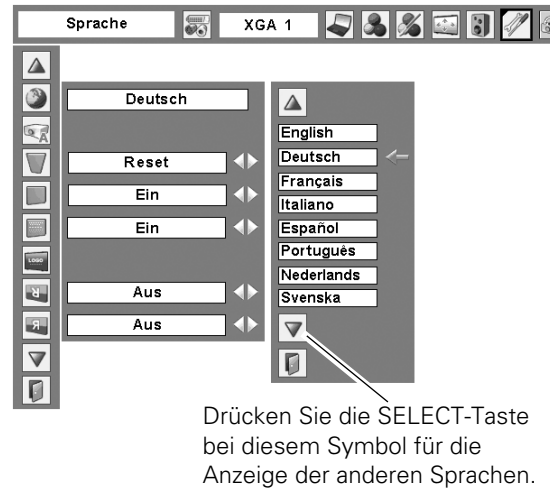 Sprache
XGA 1
Deutsch
Reset
Ein
Ein
LOGO
Aus
Aus
English
Deutsch
Français
Italiano
Español
Português
Nederlands
Svenska
Drücken Sie die SELECT-Taste
bei diesem Symbol für die
Anzeige der anderen Sprachen.